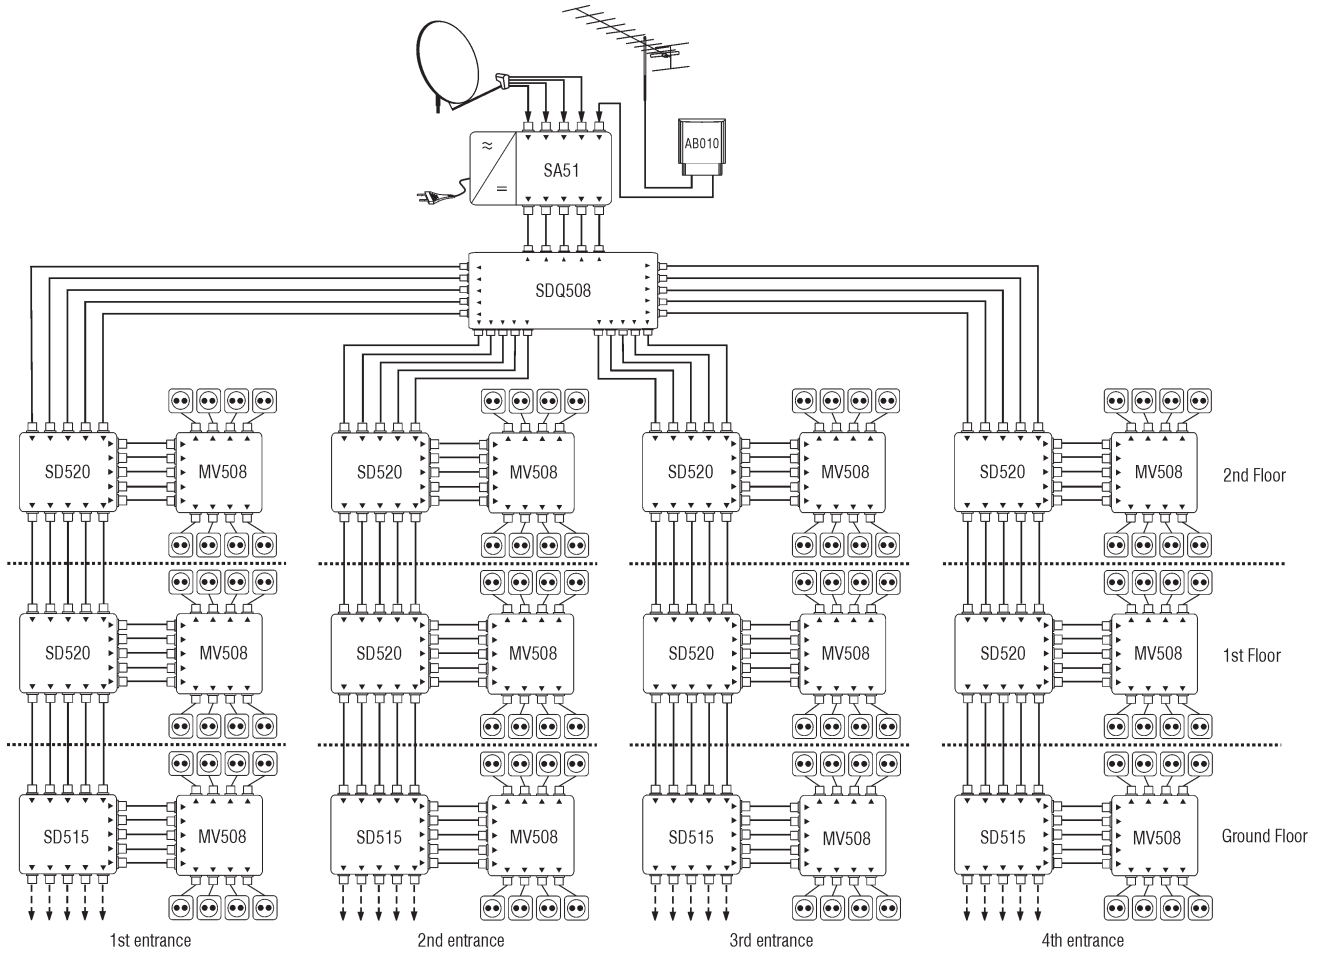 AB010
SA51
SDQ508
SD520 MV508 SD520 MV508 SD520 MV508 SD520 MV508 2nd Floor
SD520 MV508 SD520 MV508 SD520 MV508 SD520 MV508 1st Floor
SD515 MV508 SD515 MV508 SD515 MV508 SD515 MV508 Ground Floor
1st entrance 2nd entrance 3rd entrance 4th entrance